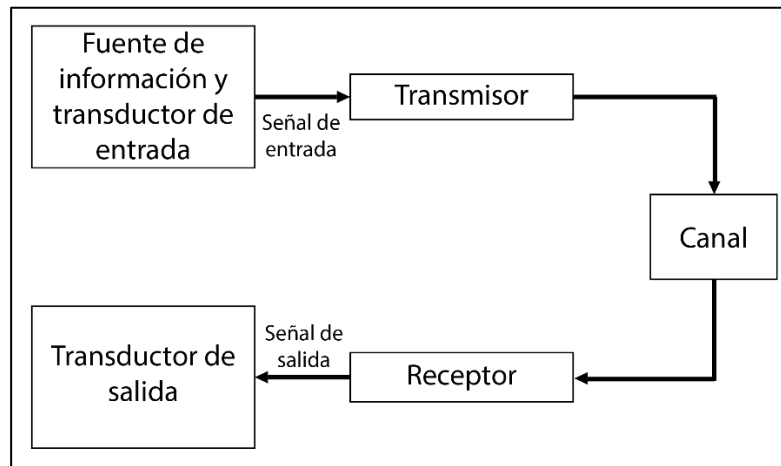 Fuente de
información y
transductor de
entrada
Señal de
entrada
Transmisor
Canal
Receptor
Señal de
salida
Transductor de
salida